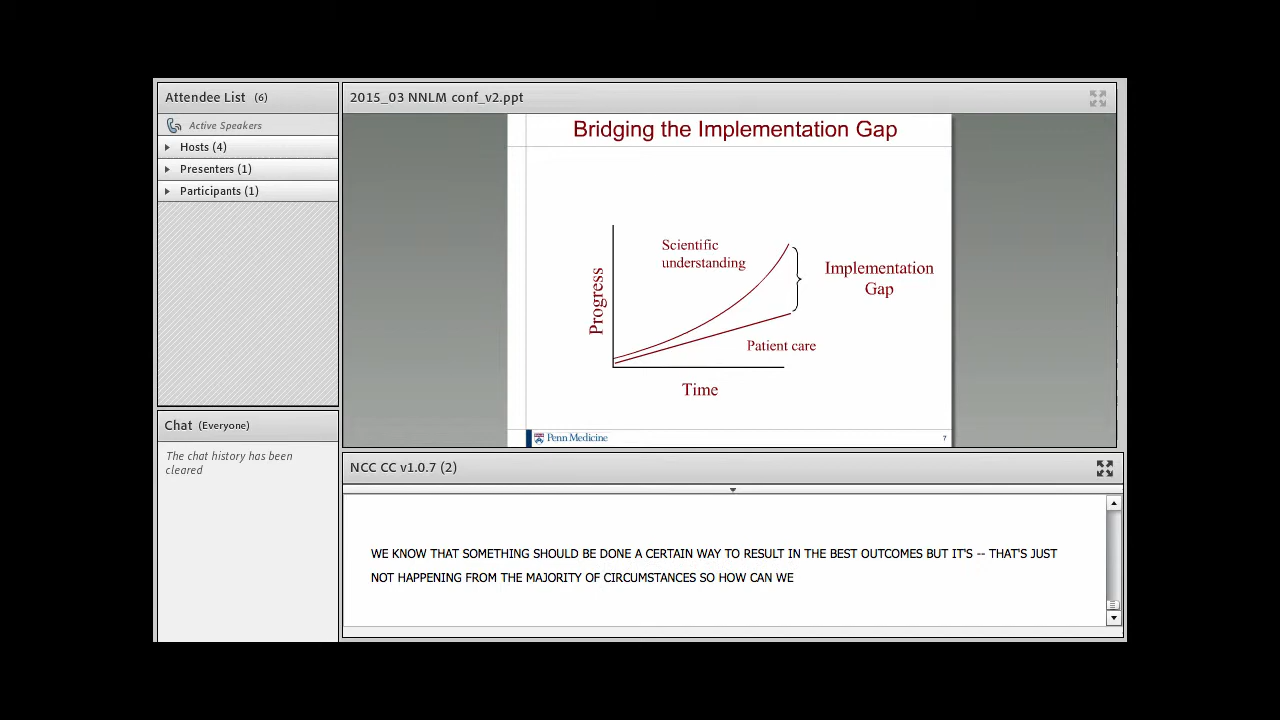 Attendee List (6)
Active Speakers
Hosts (4)
Presenters (1)
Participants (1)
Chat (Everyone)
The chat history has been
cleared
2015_03 NNLM conf_v2.ppt
Bridging the Implementation Gap
Scientific
understanding
Implementation
Gap
Progress
Patient care
Time
Penn Medicine
7
NCC CC v1.0.7 (2)
WE KNOW THAT SOMETHING SHOULD BE DONE A CERTAIN WAY TO RESULT IN THE BEST OUTCOMES BUT IT'S -- THAT'S JUST
NOT HAPPENING FROM THE MAJORITY OF CIRCUMSTANCES SO HOW CAN WE